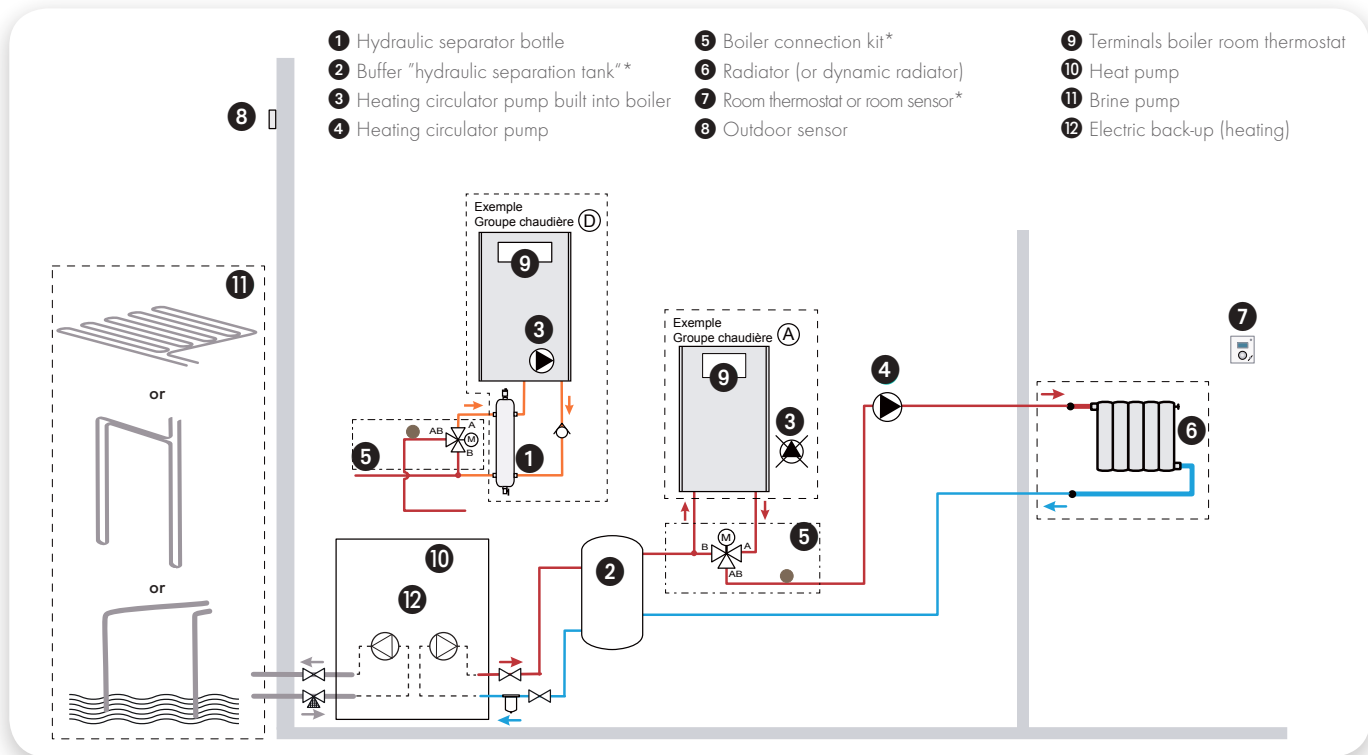 1 Hydraulic separator bottle
2 Buffer "hydraulic separation tank"*
3 Heating circulator pump built into boiler
4 Heating circulator pump
5 Boiler connection kit*
6 Radiator (or dynamic radiator)
7 Room thermostat or room sensor*
8 Outdoor sensor
9 Terminals boiler room thermostat
10 Heat pump
11 Brine pump
12 Electric back-up (heating)
8
Exemple
Groupe chaudière D
9
3
11
or
or
A
AB
M
B
5
1
Exemple
Groupe chaudière A
9
3
4
7
6
10
12
2
M
B
A
AB
5